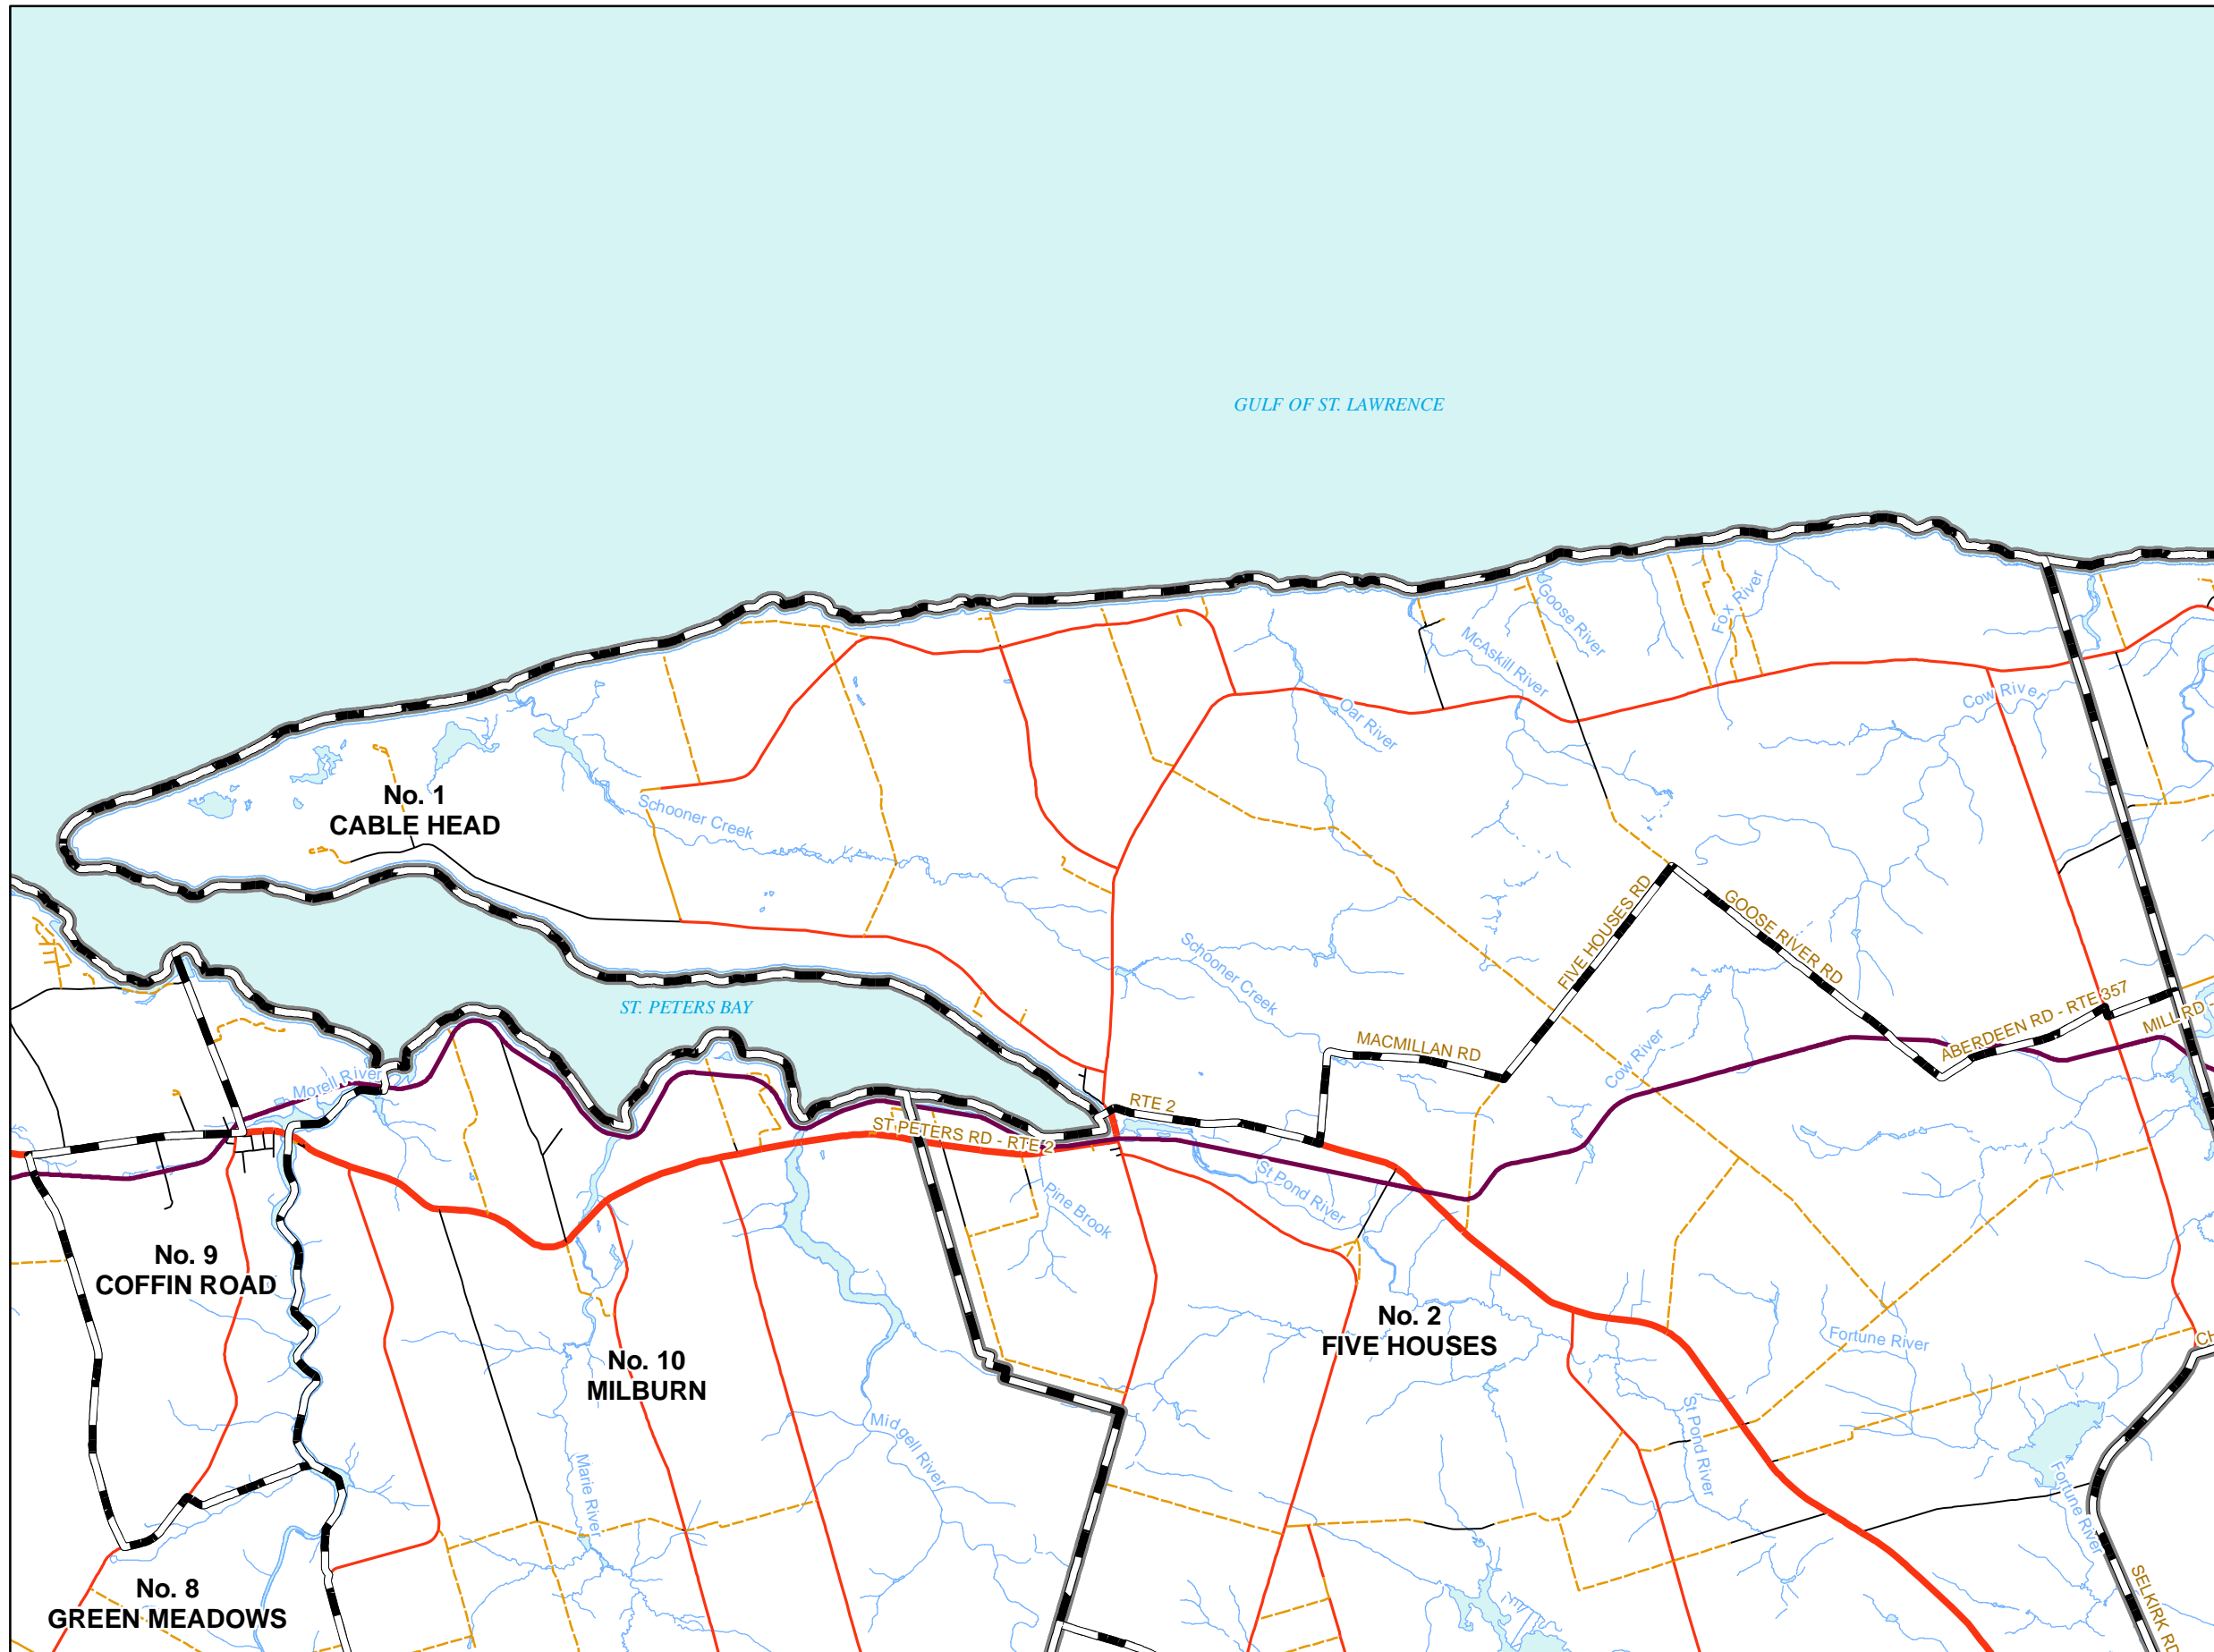 GULF OF ST. LAWRENCE
Goose River
Fox River
McAskill River
Cow River
Oar River
No. 1
CABLE HEAD
Schooner Creek
FIVE HOUSES RD
GOOSE RIVER RD
Schooner Creek
ST. PETERS BAY
ABERDEEN RD - RTE 357
MILL RD -
MACMILLAN RD
Cow River
Morell River
RTE 2
ST PETERS RD - RTE 2
St Pond River
Pine Brook
No. 9
COFFIN ROAD
No. 2
FIVE HOUSES
Fortune River
CH
No. 10
MILBURN
St Pond River
Midgell River
Marie River
Fortune River
No. 8
GREEN MEADOWS
SELKIRK RD